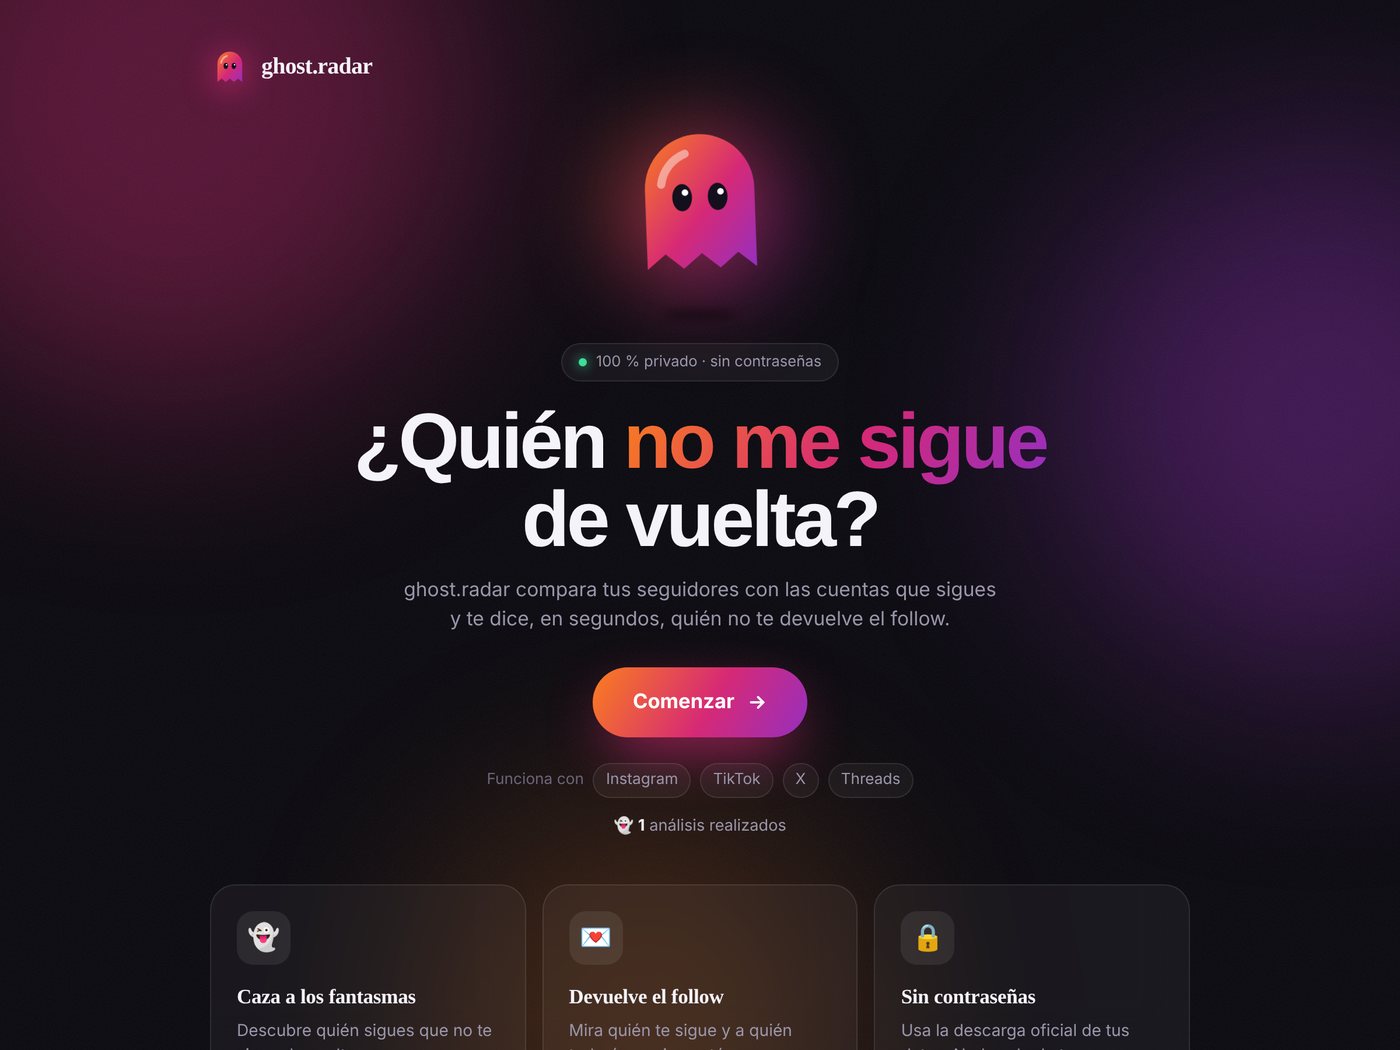 ghost.radar
100 % privado · sin contraseñas
¿Quién no me sigue
de vuelta?
ghost.radar compara tus seguidores con las cuentas que sigues
y te dice, en segundos, quién no te devuelve el follow.
Comenzar →
Funciona con Instagram TikTok X Threads
👻 1 análisis realizados
Caza a los fantasmas
Descubre quién sigues que no te
Devuelve el follow
Mira quién te sigue y a quién
Sin contraseñas
Usa la descarga oficial de tus